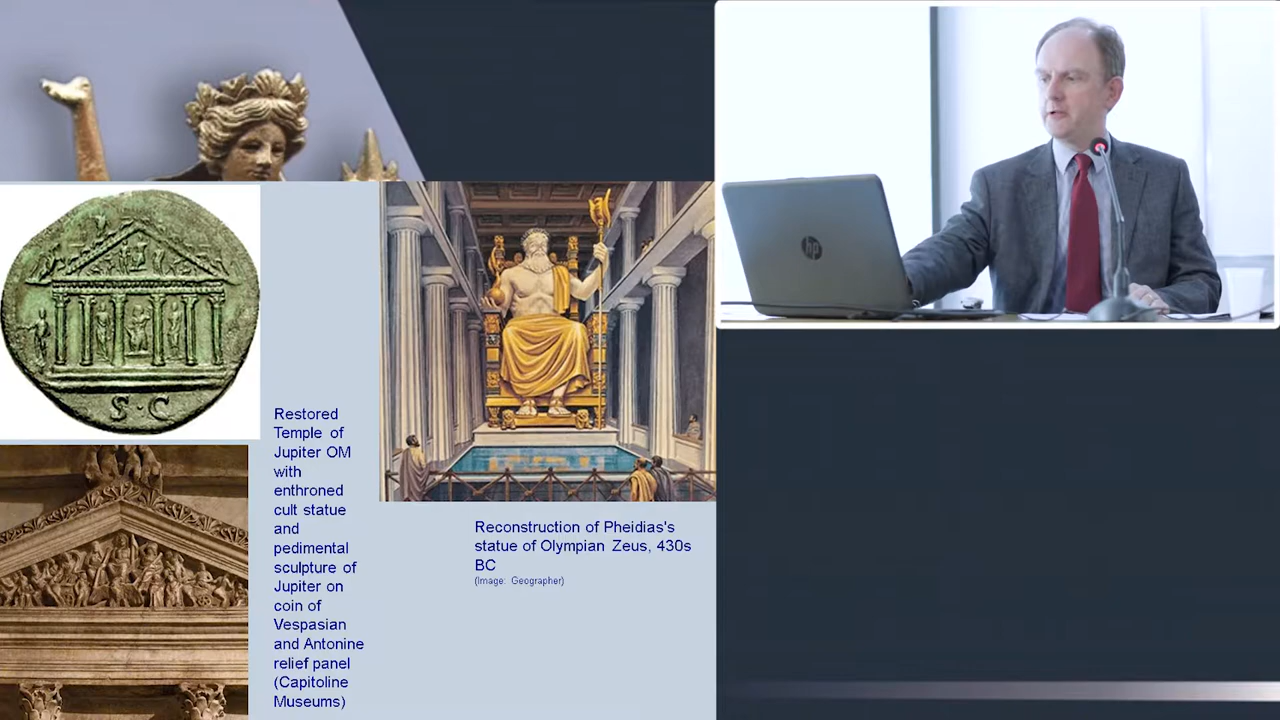 S·C
Restored
Temple of
Jupiter OM
with
enthroned
cult statue
and
pedimental
sculpture of
Jupiter on
coin of
Vespasian
and Antonine
relief panel
(Capitoline
Museums)
Reconstruction of Pheidias's
statue of Olympian Zeus, 430s
BC
(Image: Geographer)
hp